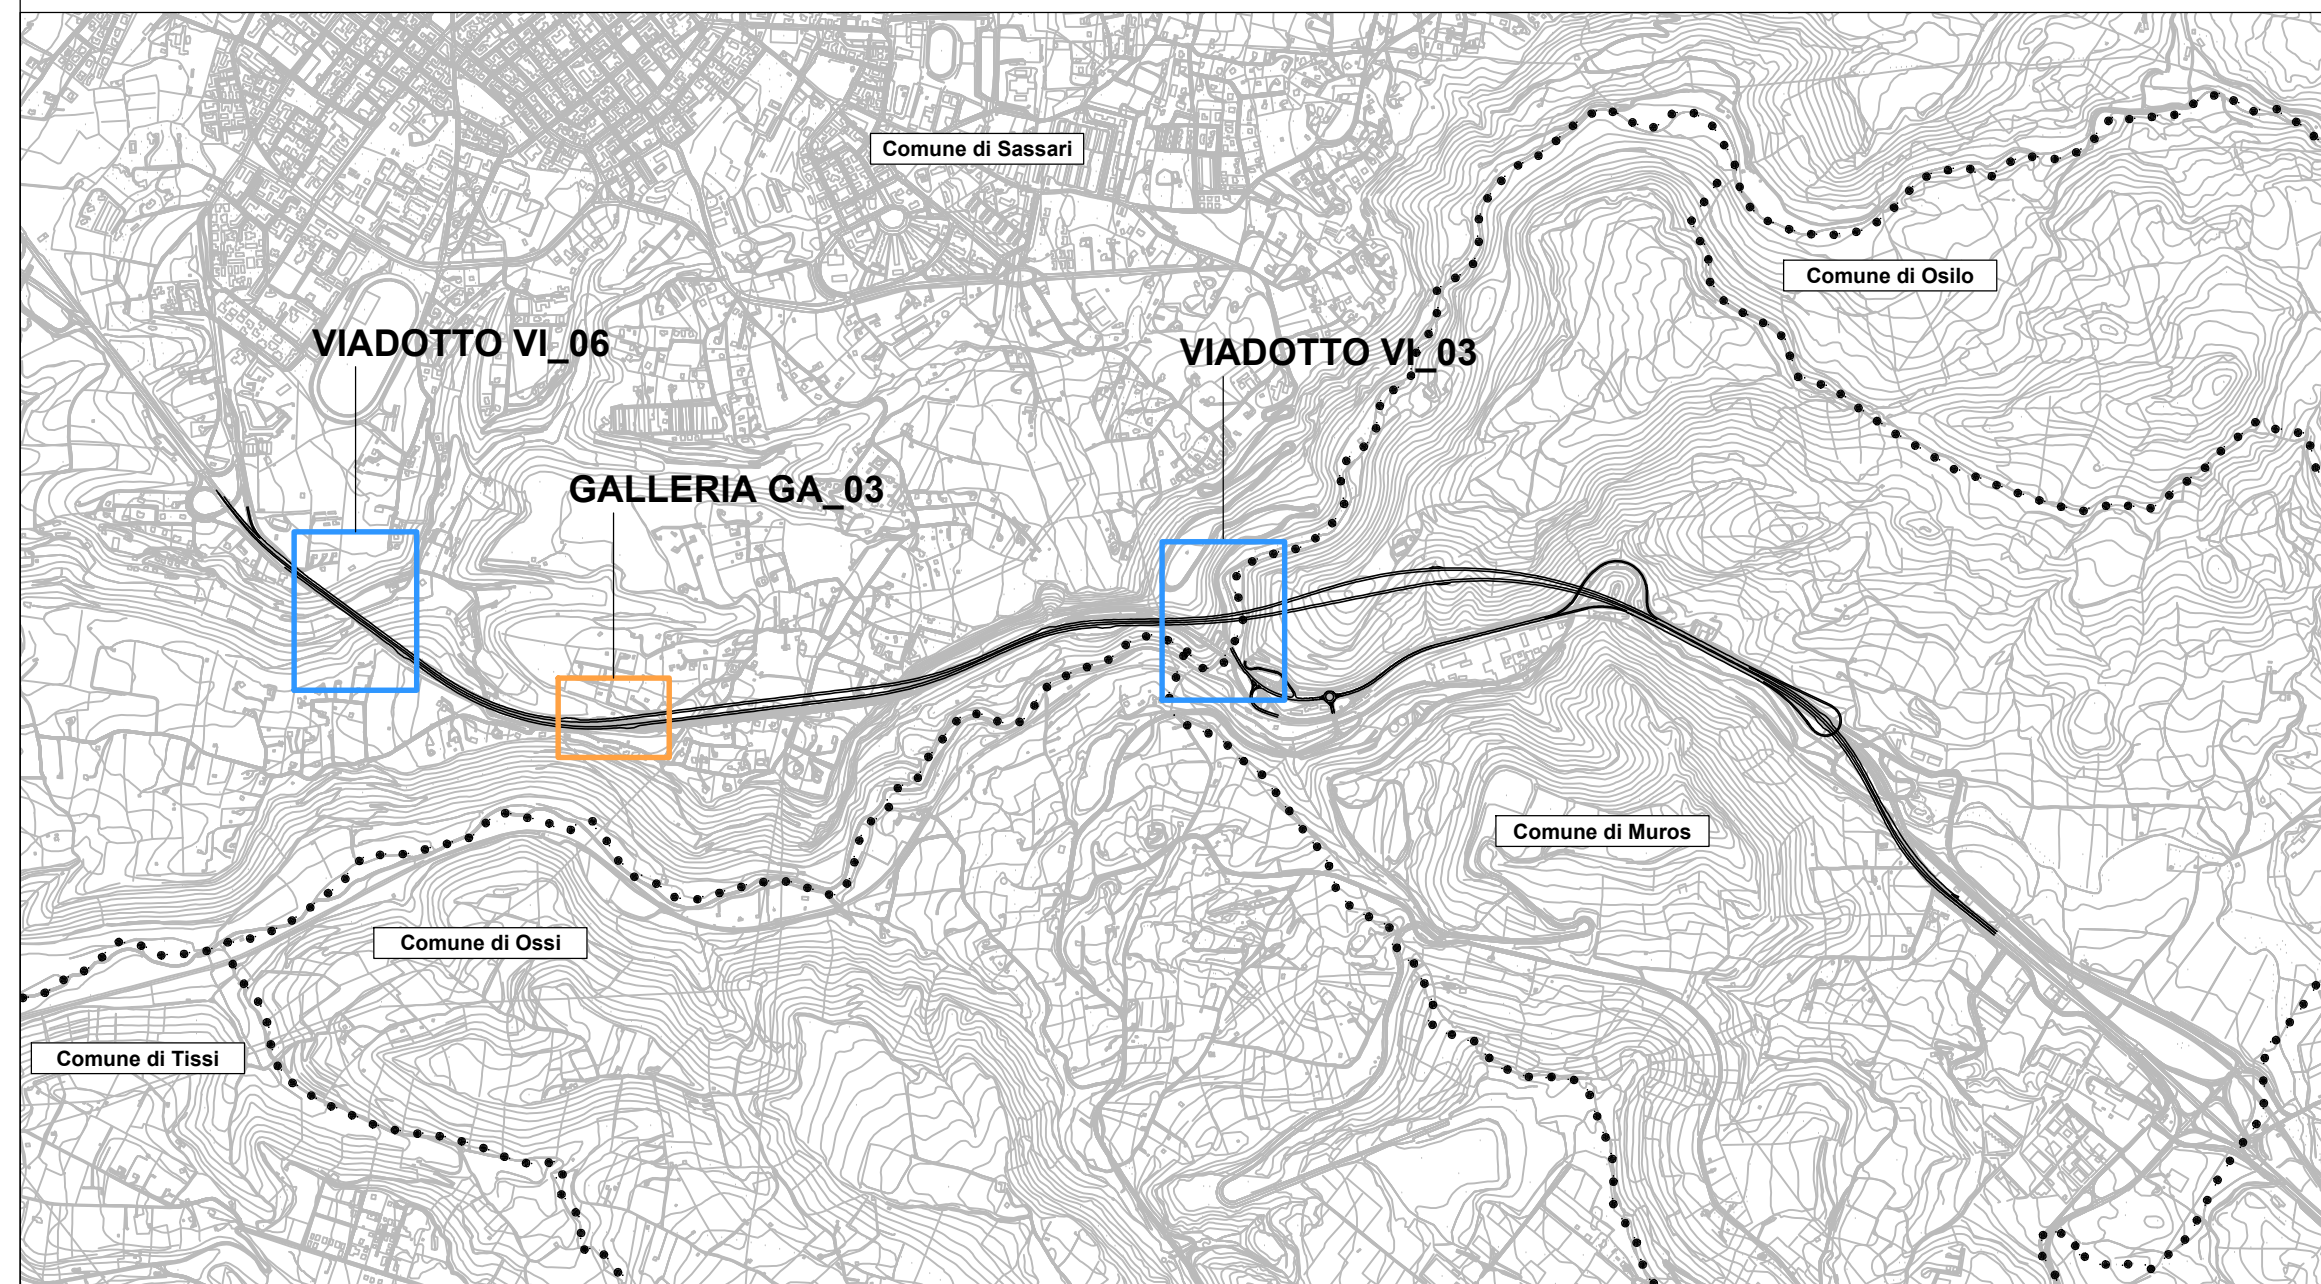 Comune di Sassari
Comune di Osilo
VIADOTTO VI_06
VIADOTTO VI_03
GALLERIA GA_03
Comune di Muros
Comune di Ossi
Comune di Tissi